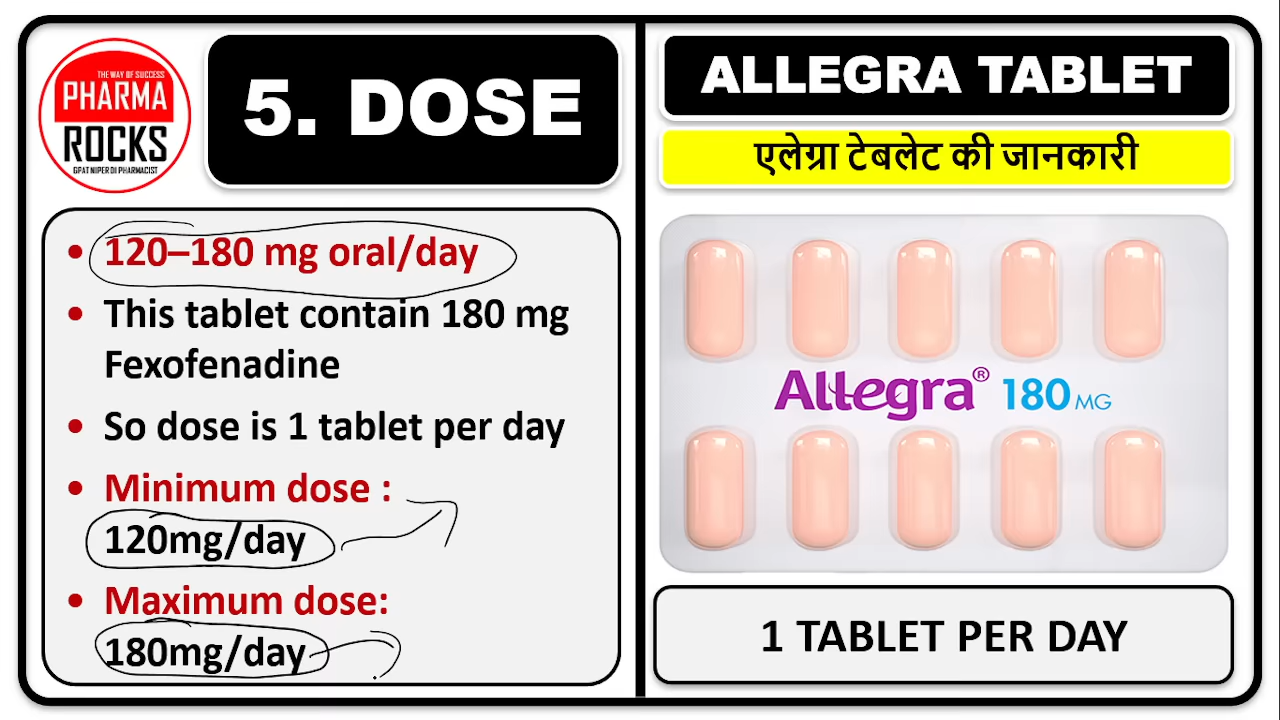 THE WAY OF SUCCESS
PHARMA
ROCKS
GPAT NIPER DI PHARMACIST
5. DOSE
• 120–180 mg oral/day
• This tablet contain 180 mg
Fexofenadine
• So dose is 1 tablet per day
• Minimum dose :
120mg/day
• Maximum dose:
180mg/day
ALLEGRA TABLET
एलेग्रा टेबलेट की जानकारी
Allegra® 180 MG
1 TABLET PER DAY